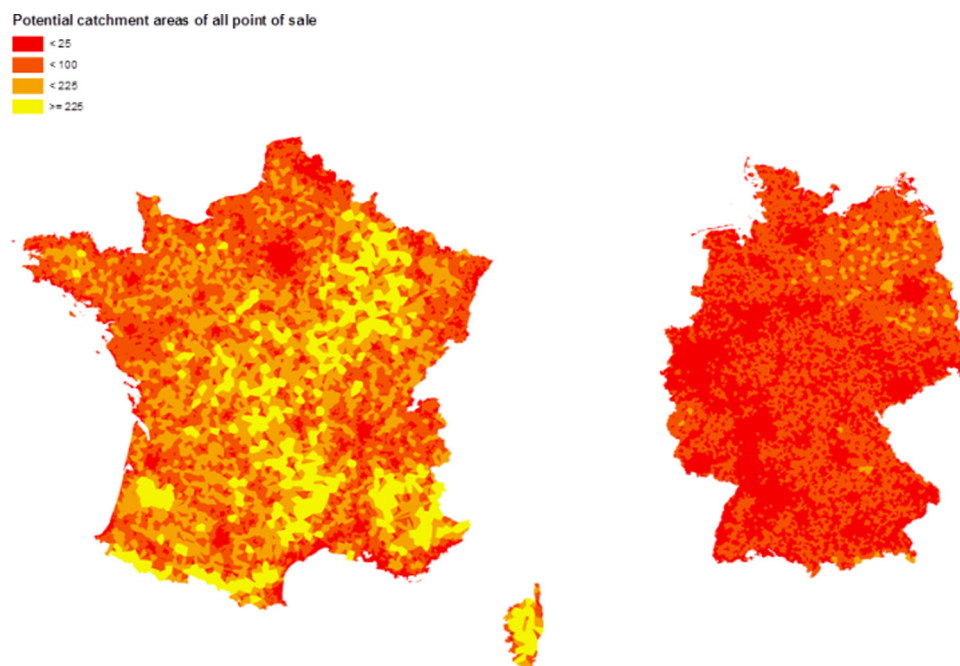 Potential catchment areas of all point of sale
< 25
< 100
< 225
>= 225